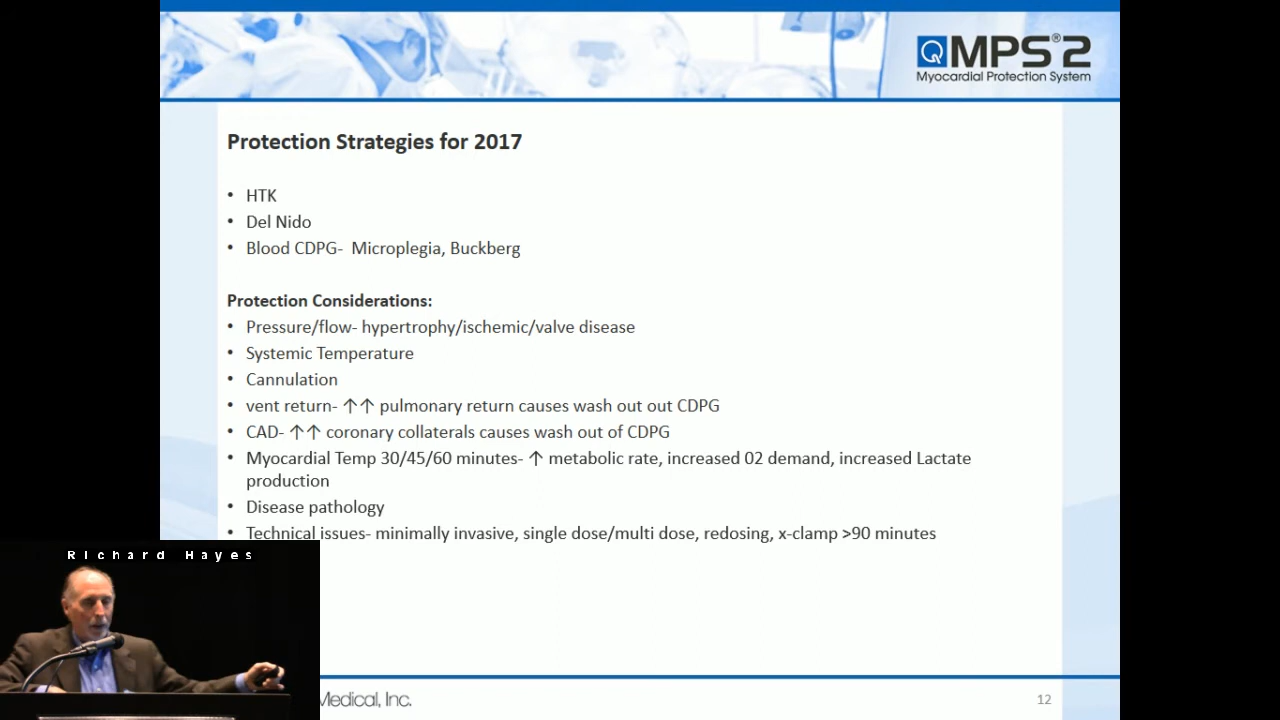 QMPS®2
Myocardial Protection System
Protection Strategies for 2017
• HTK
• Del Nido
• Blood CDPG-  Microplegia, Buckberg
Protection Considerations:
• Pressure/flow- hypertrophy/ischemic/valve disease
• Systemic Temperature
• Cannulation
• vent return- ↑↑ pulmonary return causes wash out out CDPG
• CAD- ↑↑ coronary collaterals causes wash out of CDPG
• Myocardial Temp 30/45/60 minutes- ↑ metabolic rate, increased 02 demand, increased Lactate
production
• Disease pathology
• Technical issues- minimally invasive, single dose/multi dose, redosing, x-clamp >90 minutes
Richard Hayes
Medical, Inc.
12